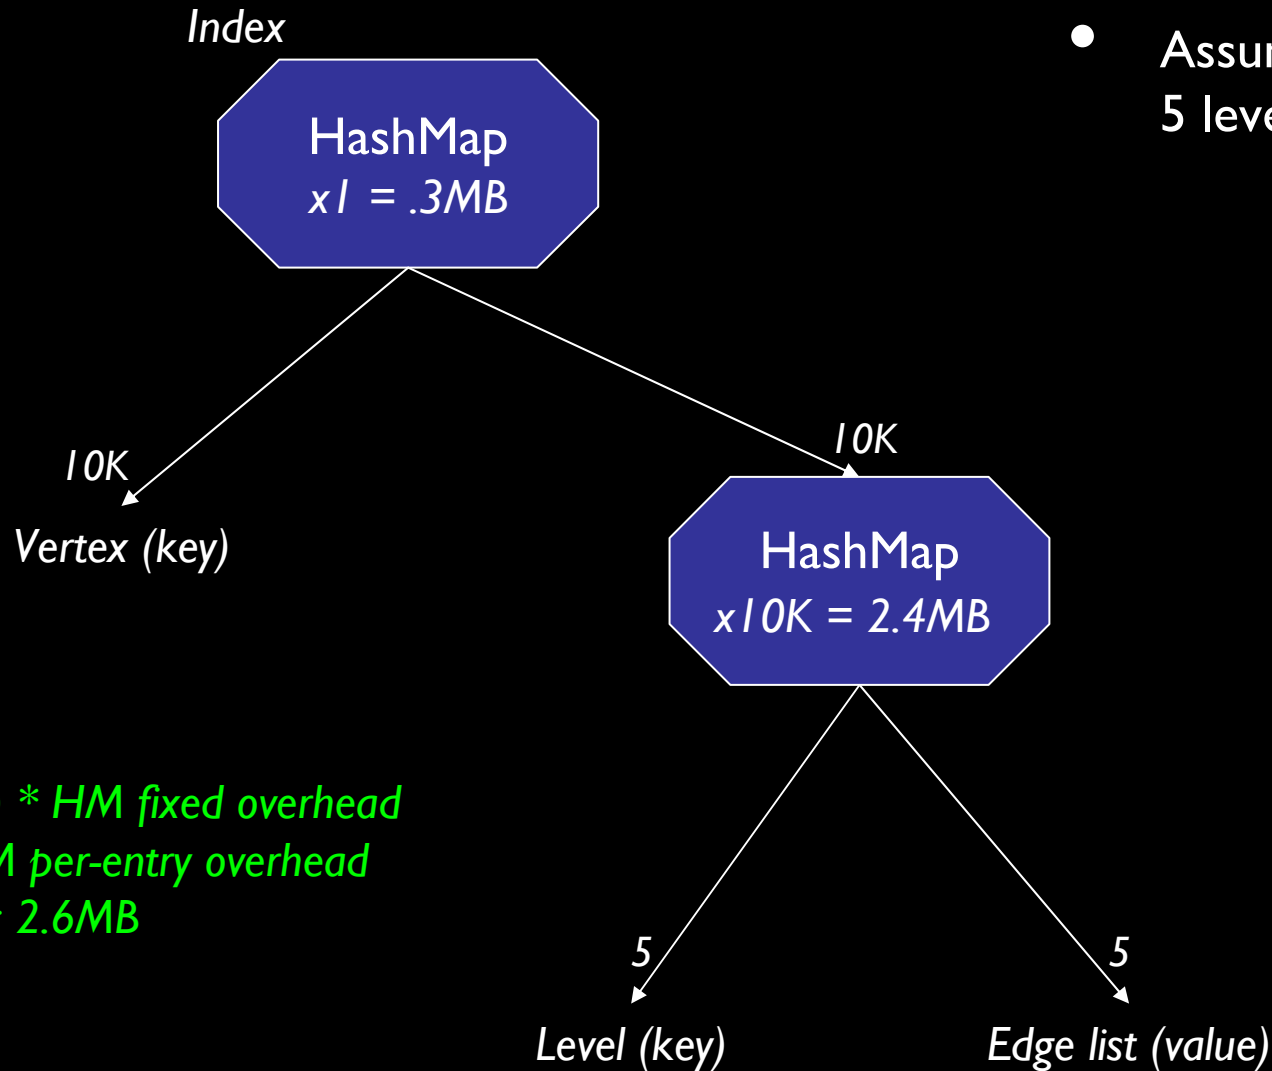 Index
HashMap
x1 = .3MB
•
5
10K
10K
Vertex (key)
HashMap
x10K = 2.4MB
* HM fixed overhead
per-entry overhead
2.6MB
5
5
Level (key)
Edge list (value)